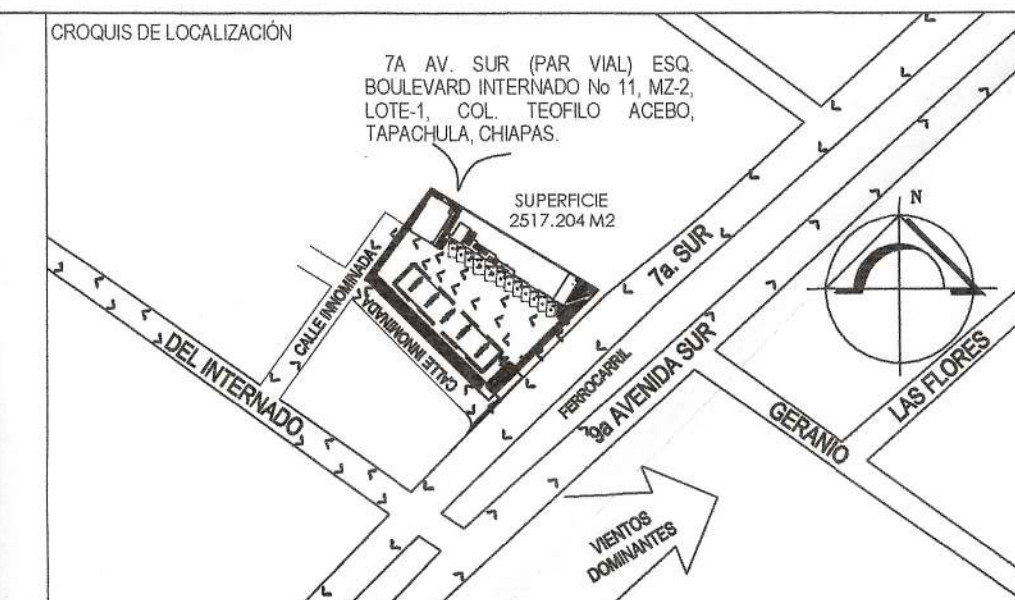 CROQUIS DE LOCALIZACIÓN
7A AV. SUR (PAR VIAL) ESQ.
BOULEVARD INTERNADO No 11, MZ-2,
LOTE-1, COL. TEOFILO ACEBO,
TAPACHULA, CHIAPAS.
SUPERFICIE
2517.204 M2
N
7a. SUR
CALLE INNOMINADA
CALLE INNOMINADA
DEL INTERNADO
FERROCARRIL
9a AVENIDA SUR
GERANIO
LAS FLORES
VIENTOS
DOMINANTES